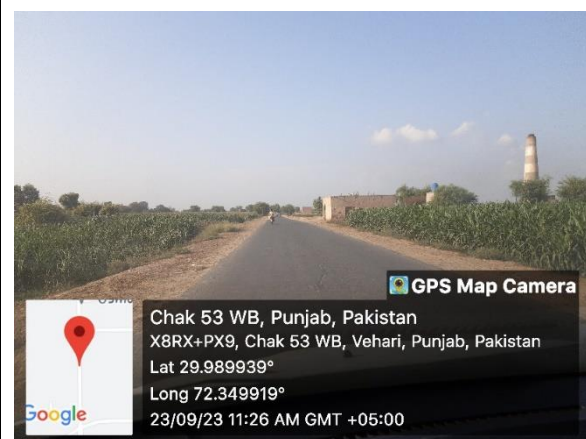 GPS Map Camera
Chak 53 WB, Punjab, Pakistan
X8RX+PX9, Chak 53 WB, Vehari, Punjab, Pakistan
Lat 29.989939°
Long 72.349919°
23/09/23 11:26 AM GMT +05:00
Google